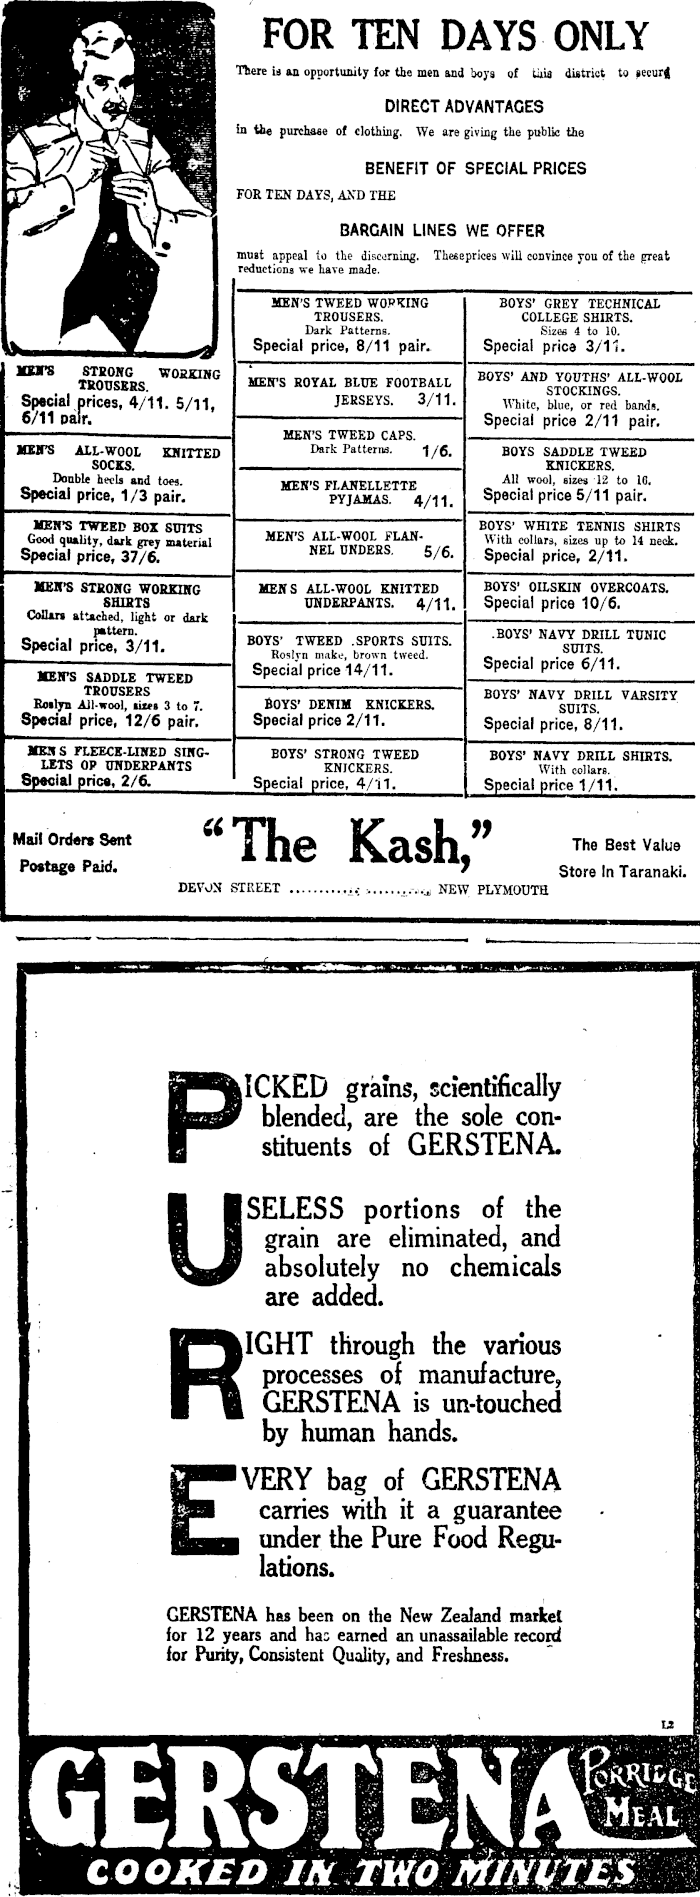 FOR TEN DAYS ONLY
There is an opportunity for the men and boys of this district to secure
DIRECT ADVANTAGES
in the purchase of clothing. We are giving the public the
BENEFIT OF SPECIAL PRICES
FOR TEN DAYS, AND THE
BARGAIN LINES WE OFFER
must appeal to the discerning. Theseprices will convince you of the great
reductions we have made.
MEN'S STRONG WORKING
TROUSERS.
Special prices, 4/11. 5/11,
6/11 pair.
MEN'S ALL-WOOL KNITTED
SOCKS.
Double heels and toes.
Special price, 1/3 pair.
MEN'S TWEED BOX SUITS
Good quality, dark grey material
Special price, 37/6.
MEN'S STRONG WORKING
SHIRTS
Collars attached, light or dark
pattern.
Special price, 3/11.
MEN'S SADDLE TWEED
TROUSERS
Roslyn All-wool, sizes 3 to 7.
Special price, 12/6 pair.
MEN S FLEECE-LINED SING-
LETS OP UNDERPANTS
Special price, 2/6.
MEN'S TWEED WORKING
TROUSERS.
Dark Patterns.
Special price, 8/11 pair.
MEN'S ROYAL BLUE FOOTBALL
JERSEYS. 3/11.
MEN'S TWEED CAPS.
Dark Patterns. 1/6.
MEN'S FLANELLETTE
PYJAMAS. 4/11.
MEN'S ALL-WOOL FLAN-
NEL UNDERS. 5/6.
MEN S ALL-WOOL KNITTED
UNDERPANTS. 4/11.
BOYS' TWEED SPORTS SUITS.
Roslyn make, brown tweed.
Special price 14/11.
BOYS' DENIM KNICKERS.
Special price 2/11.
BOYS' STRONG TWEED
KNICKERS.
Special price, 4/11.
BOYS' GREY TECHNICAL
COLLEGE SHIRTS.
Sizes 4 to 10.
Special price 3/11.
BOYS' AND YOUTHS' ALL-WOOL
STOCKINGS.
White, blue, or red bands.
Special price 2/11 pair.
BOYS SADDLE TWEED
KNICKERS.
All wool, sizes 12 to 16.
Special price 5/11 pair.
BOYS' WHITE TENNIS SHIRTS
With collars, sizes up to 14 neck.
Special price, 2/11.
BOYS' OILSKIN OVERCOATS.
Special price 10/6.
BOYS' NAVY DRILL TUNIC
SUITS.
Special price 6/11.
BOYS' NAVY DRILL VARSITY
SUITS.
Special price, 8/11.
BOYS' NAVY DRILL SHIRTS.
With collars.
Special price 1/11.
Mail Orders Sent
Postage Paid.
"The Kash,"
The Best Value
Store In Taranaki.
DEVON STREET ........................ NEW PLYMOUTH
PICKED grains, scientifically
blended, are the sole con-
stituents of GERSTENA.
USELESS portions of the
grain are eliminated, and
absolutely no chemicals
are added.
RIGHT through the various
processes of manufacture,
GERSTENA is un-touched
by human hands.
EVERY bag of GERSTENA
carries with it a guarantee
under the Pure Food Regu-
lations.
GERSTENA has been on the New Zealand market
for 12 years and has earned an unassailable record
for Purity, Consistent Quality, and Freshness.
L2
GERSTENA PORRIDGE
MEAL
COOKED IN TWO MINUTES